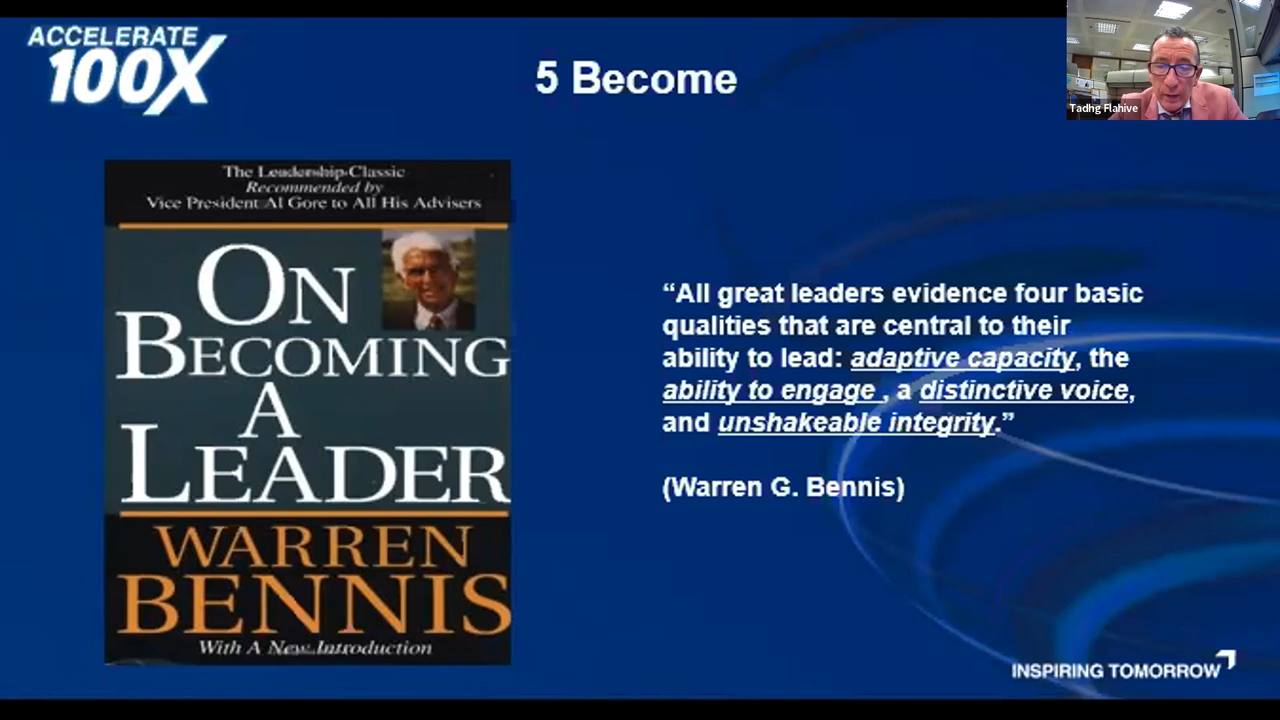 ACCELERATE
100X
5 Become
Tadhg Flahive
The Leadership Classic
Recommended by
Vice President Al Gore to All His Advisers
ON
BECOMING
A
LEADER
WARREN
BENNIS
With A New Introduction
“All great leaders evidence four basic
qualities that are central to their
ability to lead: adaptive capacity, the
ability to engage , a distinctive voice,
and unshakeable integrity.”
(Warren G. Bennis)
INSPIRING TOMORROW